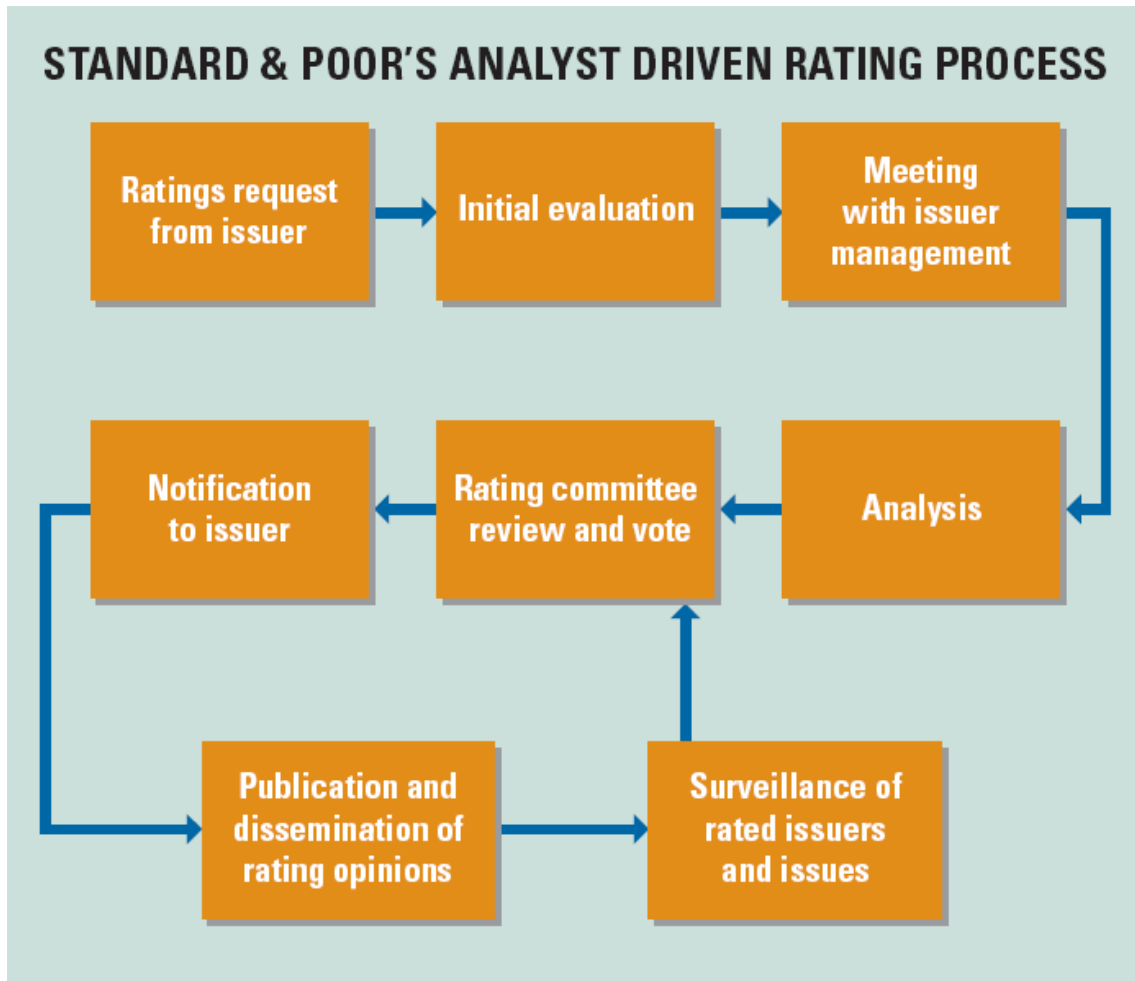 STANDARD & POOR'S ANALYST DRIVEN RATING PROCESS
Ratings request
from issuer
Initial evaluation
Meeting
with issuer
management
Analysis
Rating committee
review and vote
Notification
to issuer
Publication and
dissemination of
rating opinions
Surveillance of
rated issuers
and issues